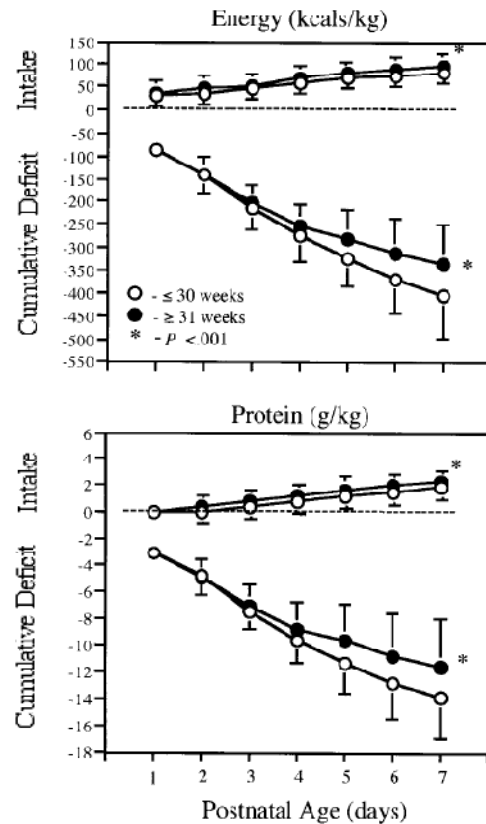 Energy (kcals/kg)
Intake
Cumulative Deficit
150
100
50
0
-50
-100
-150
-200
-250
-300
-350
-400
-450
-500
-550
- ≤ 30 weeks
- ≥ 31 weeks
* - P <.001
*
*
Protein (g/kg)
Intake
Cumulative Deficit
6
4
2
0
-2
-4
-6
-8
-10
-12
-14
-16
-18
*
*
1 2 3 4 5 6 7
Postnatal Age (days)